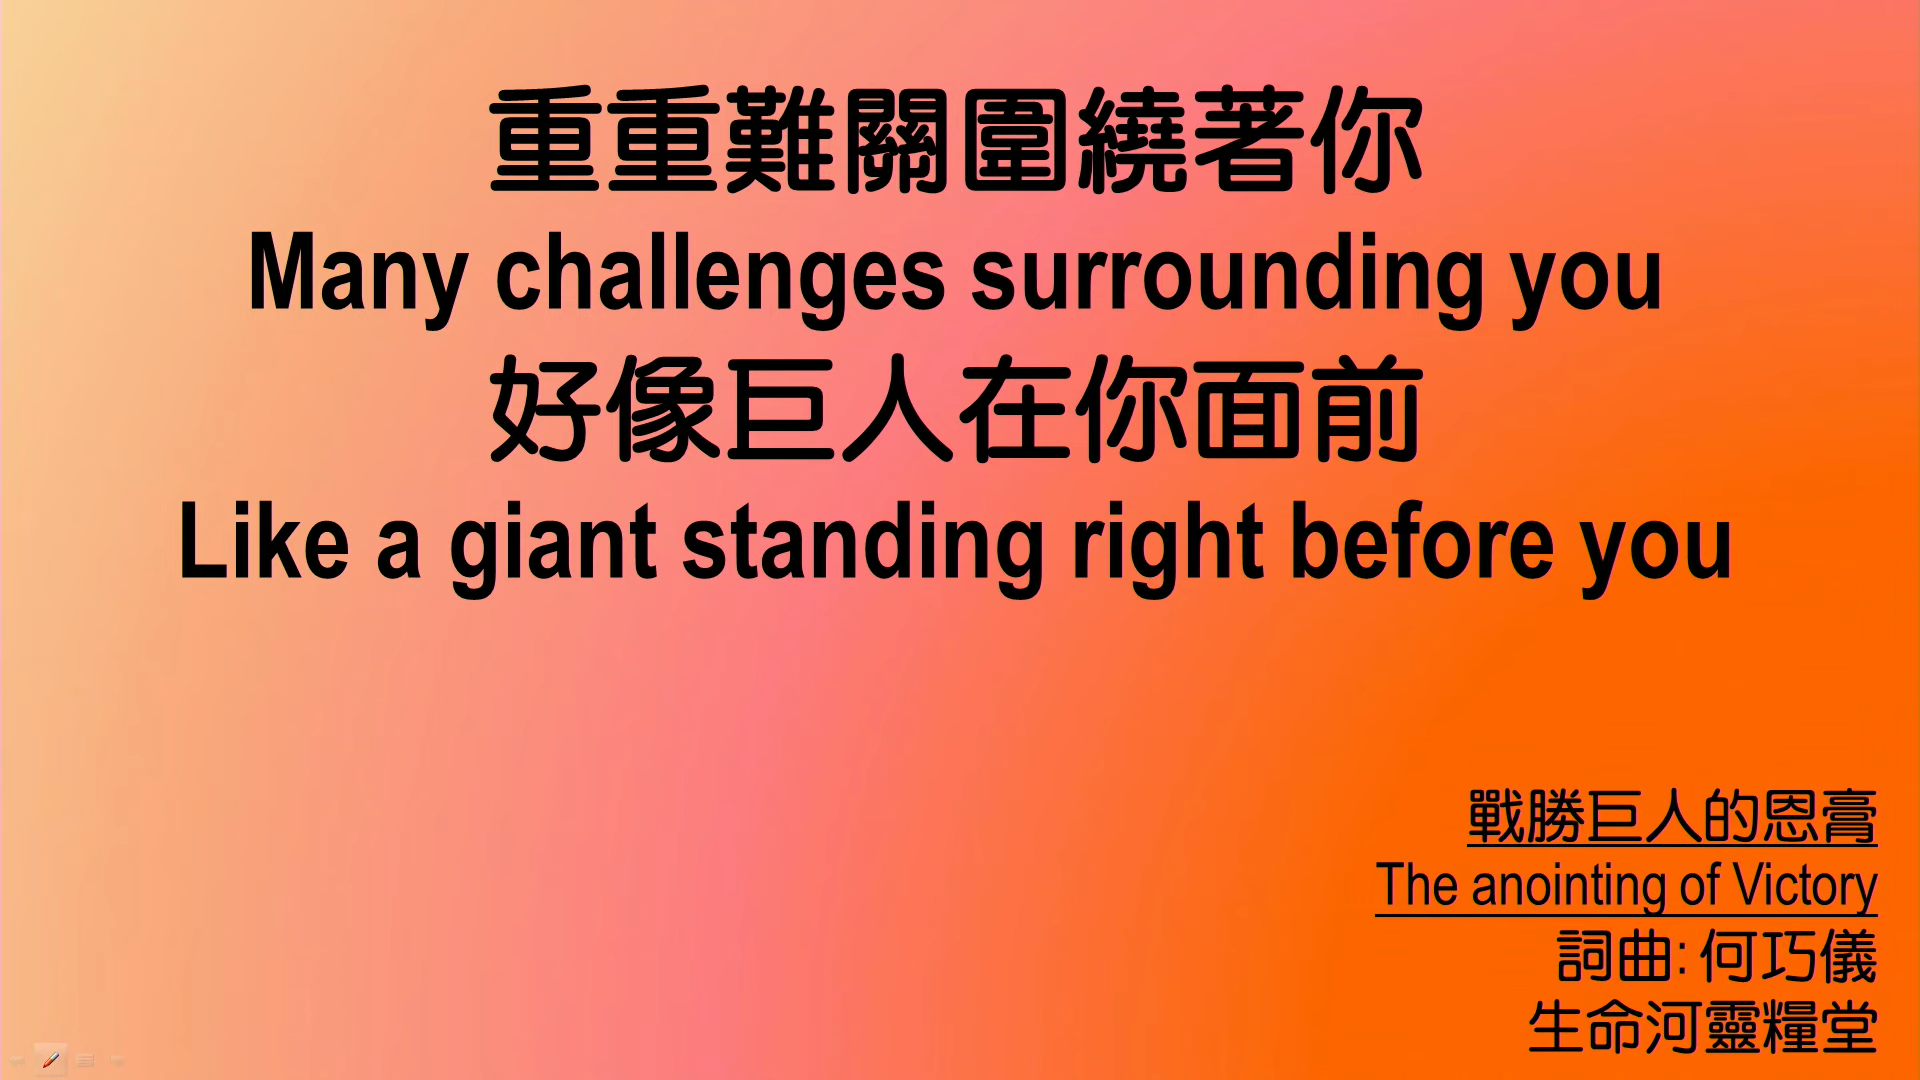 重重難關圍繞著你
Many challenges surrounding you
好像巨人在你面前
Like a giant standing right before you
戰勝巨人的恩膏
The anointing of Victory
詞曲: 何巧儀
生命河靈糧堂